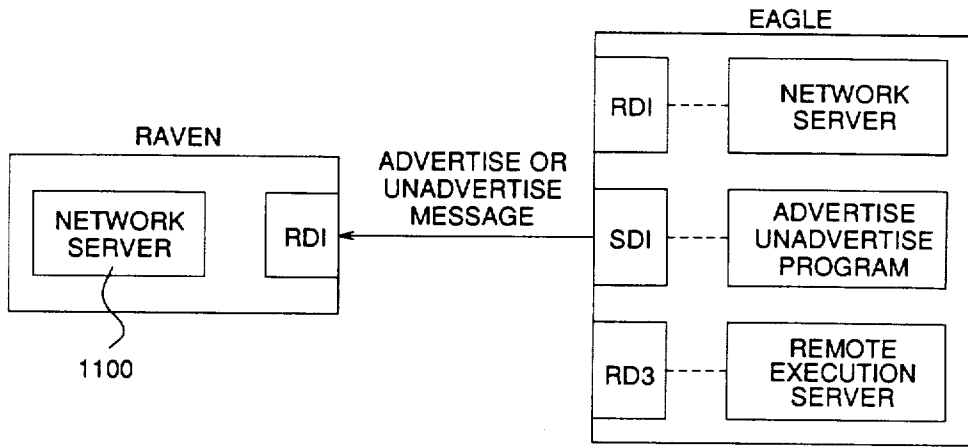 EAGLE
RDI
NETWORK
SERVER
RAVEN
NETWORK
SERVER
RDI
1100
ADVERTISE OR
UNADVERTISE
MESSAGE
SDI
ADVERTISE
UNADVERTISE
PROGRAM
RD3
REMOTE
EXECUTION
SERVER